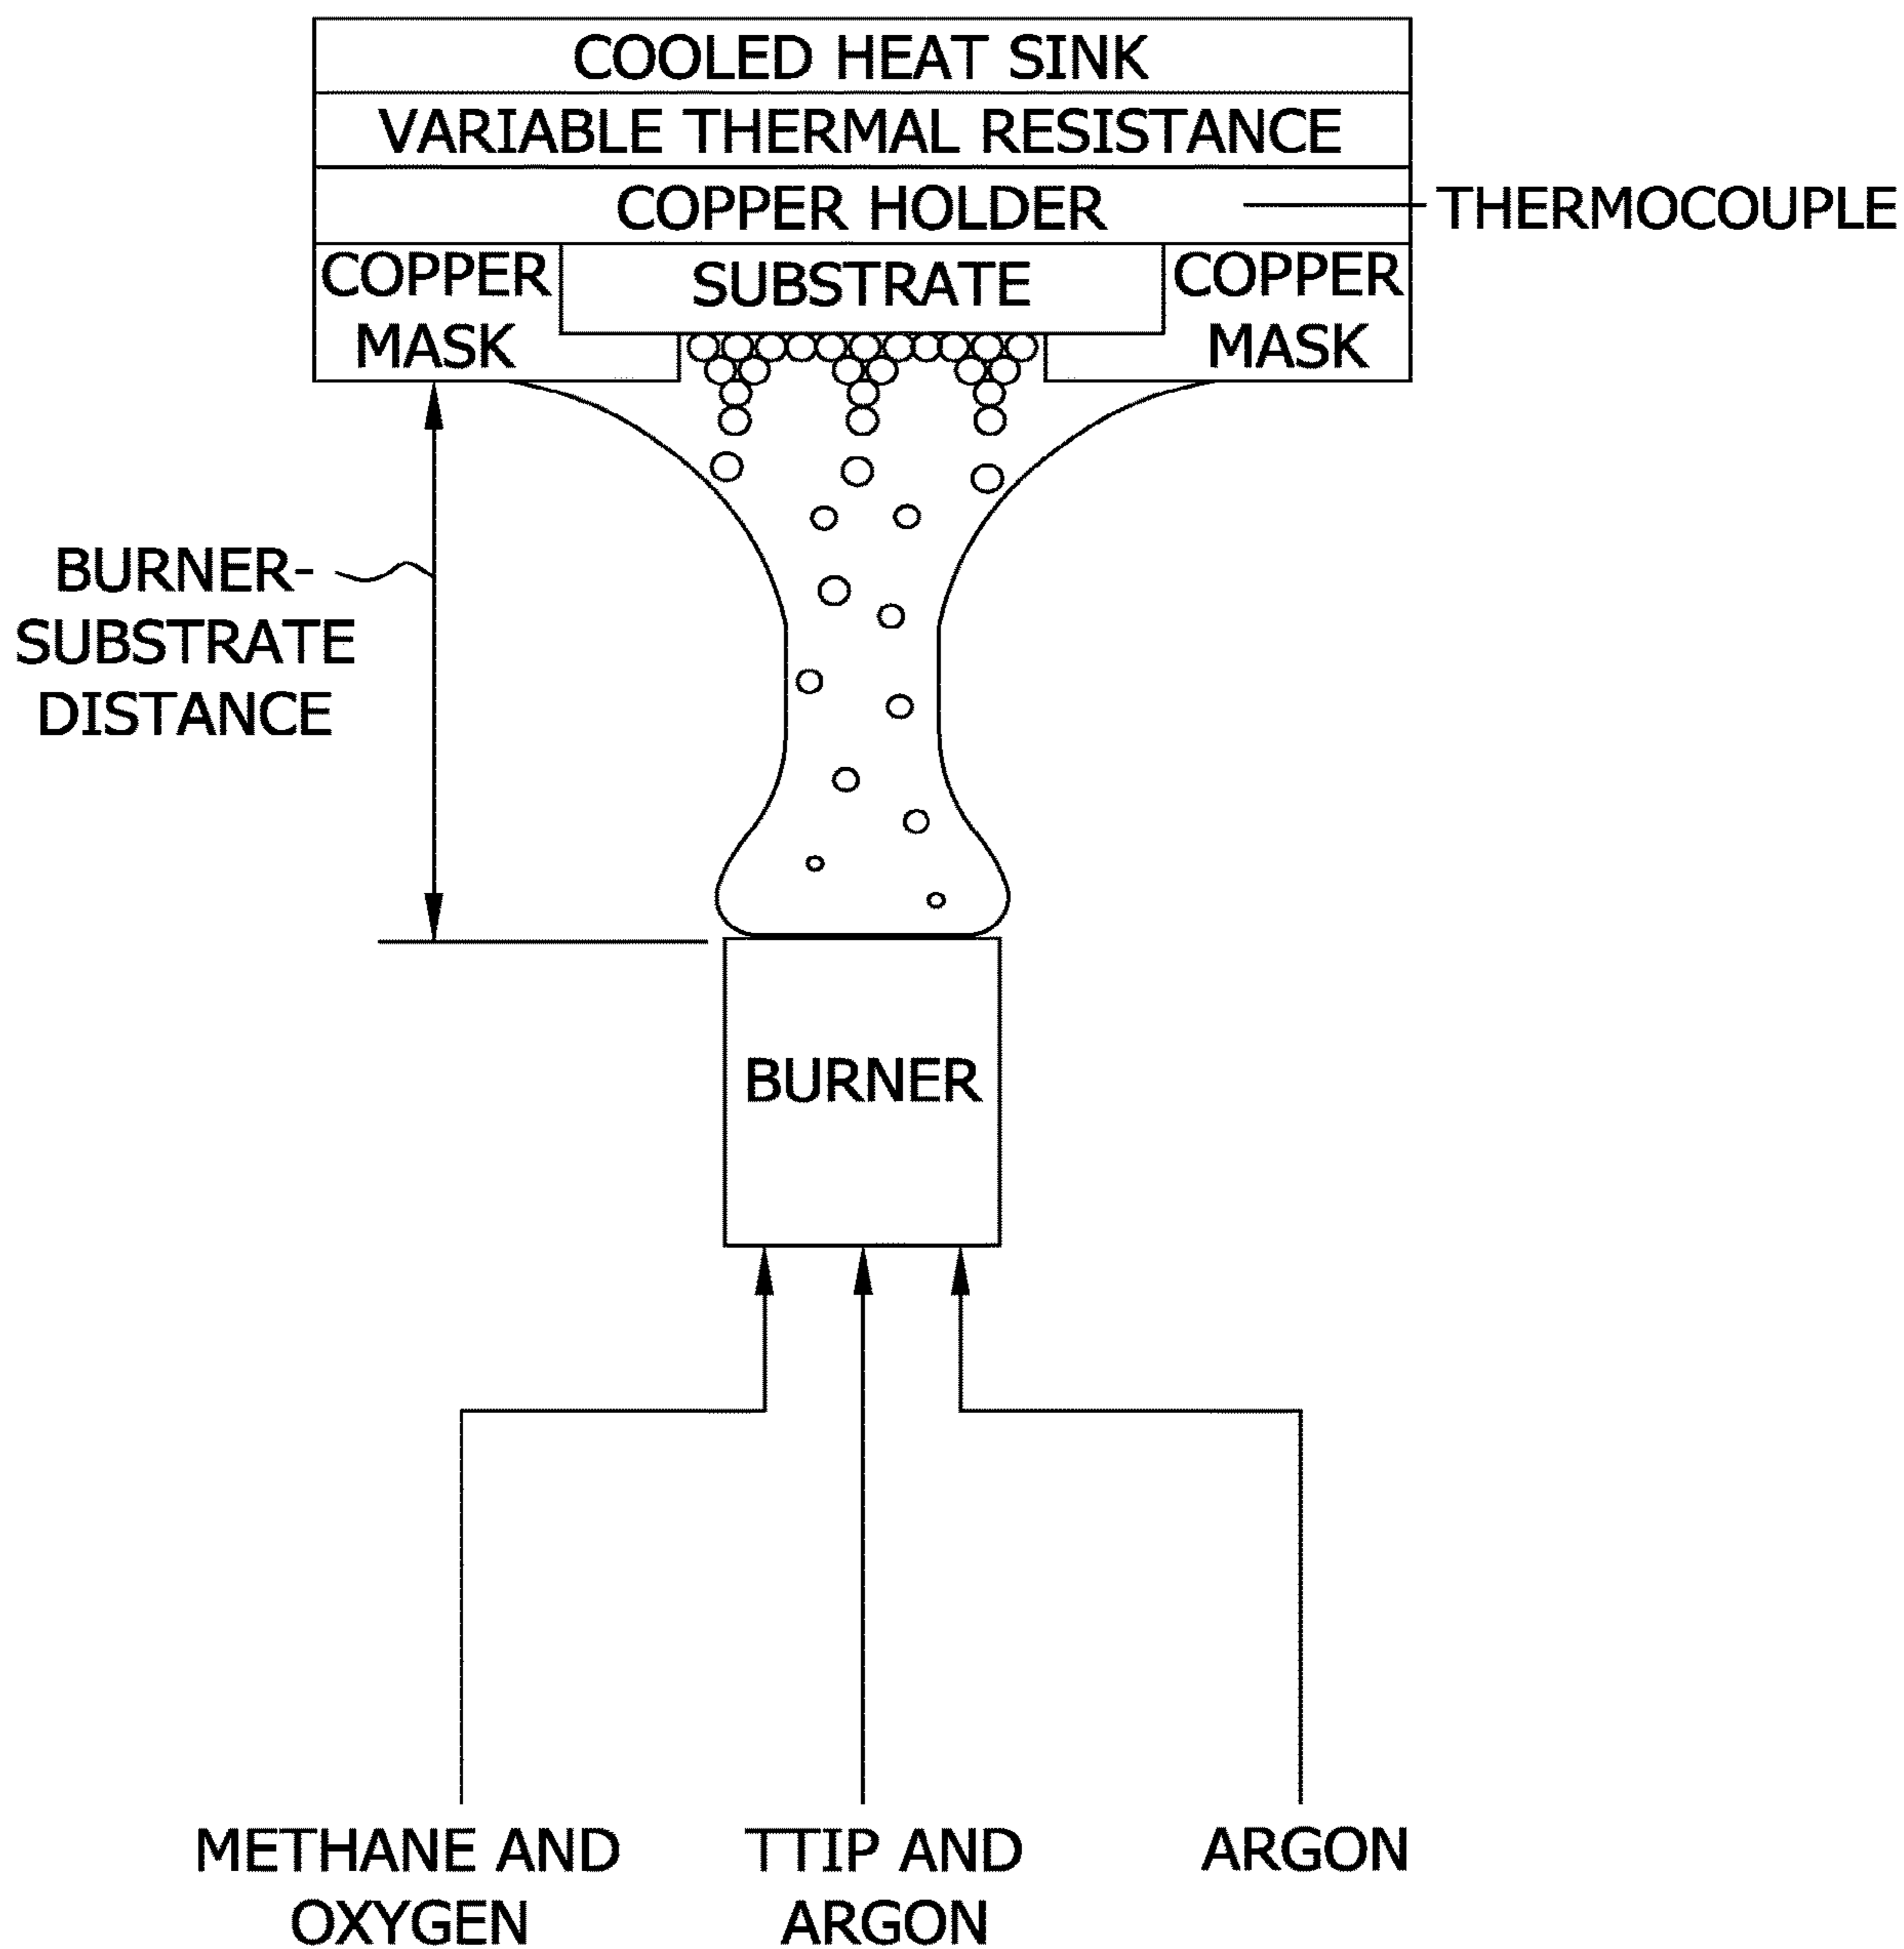 COOLED HEAT SINK
VARIABLE THERMAL RESISTANCE
COPPER HOLDER
THERMOCOUPLE
COPPER
MASK
SUBSTRATE
COPPER
MASK
BURNER-
SUBSTRATE
DISTANCE
BURNER
METHANE AND
OXYGEN
TTIP AND
ARGON
ARGON